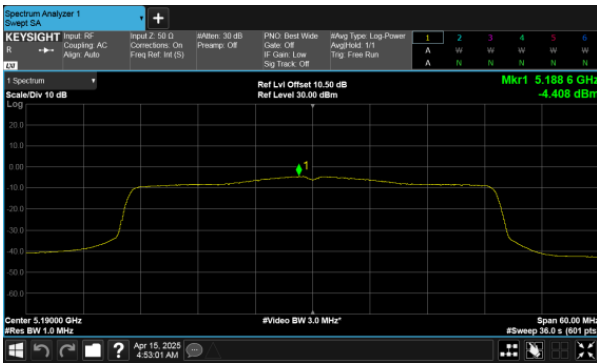 Spectrum Analyzer 1
Swept SA
+
KEYSIGHT
R
LXI
Input: RF
Coupling: AC
Align: Auto
Input Z: 50 Ω
Corrections: On
Freq Ref: Int (S)
#Atten: 30 dB
Preamp: Off
PNO: Best Wide
Gate: Off
IF Gain: Low
Sig Track: Off
#Avg Type: Log-Power
Avg|Hold: 1/1
Trig: Free Run
1 2 3 4 5 6
A W W W W W
A N N N N N
1 Spectrum
Scale/Div 10 dB
Log
Ref Lvl Offset 10.50 dB
Ref Level 30.00 dBm
Mkr1 5.188 6 GHz
-4.408 dBm
20.0
10.0
0.00
1
-10.0
-20.0
-30.0
-40.0
-50.0
-60.0
Center 5.19000 GHz
#Res BW 1.0 MHz
#Video BW 3.0 MHz*
Span 60.00 MHz
#Sweep 36.0 s (601 pts)
?
Apr 15, 2025
4:53:01 AM